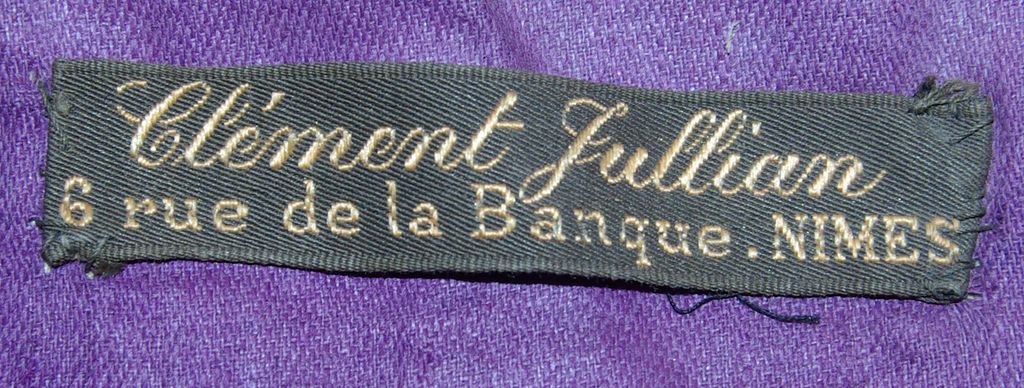 Clément Jullian
6 rue de la Banque. NIMES